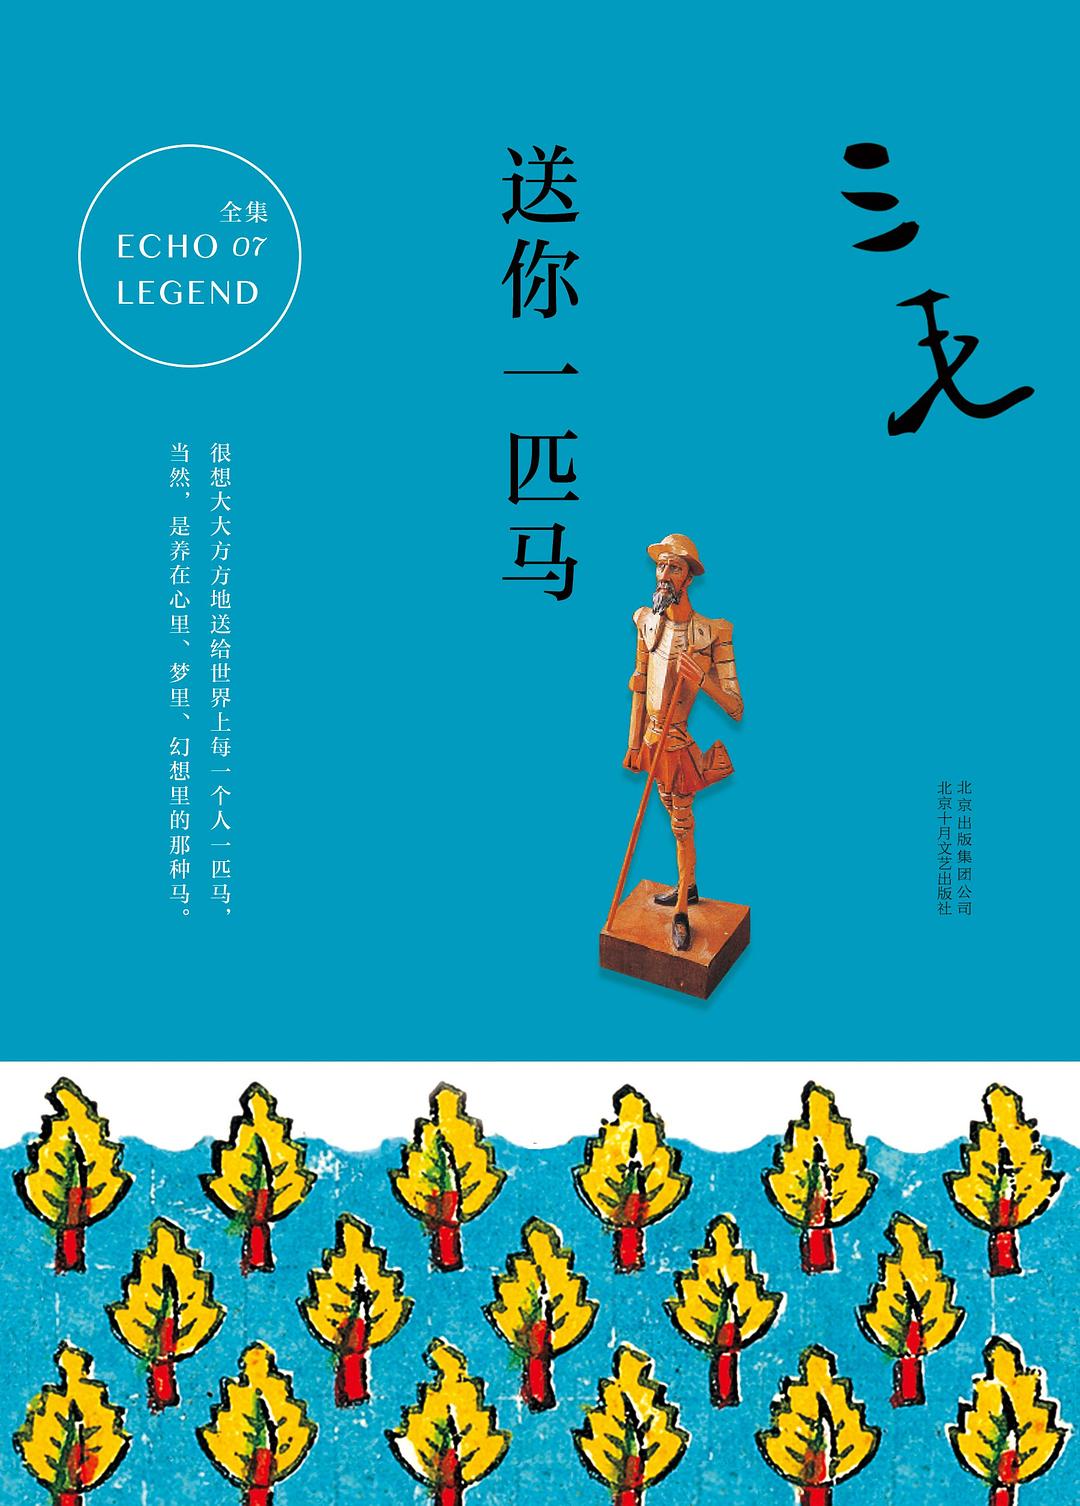 三毛
送你一匹马
全集
ECHO 07
LEGEND
很想大大方方地送给世界上每一个人一匹马，
当然，是养在心里、梦里、幻想里的那种马。
北京出版集团公司
北京十月文艺出版社